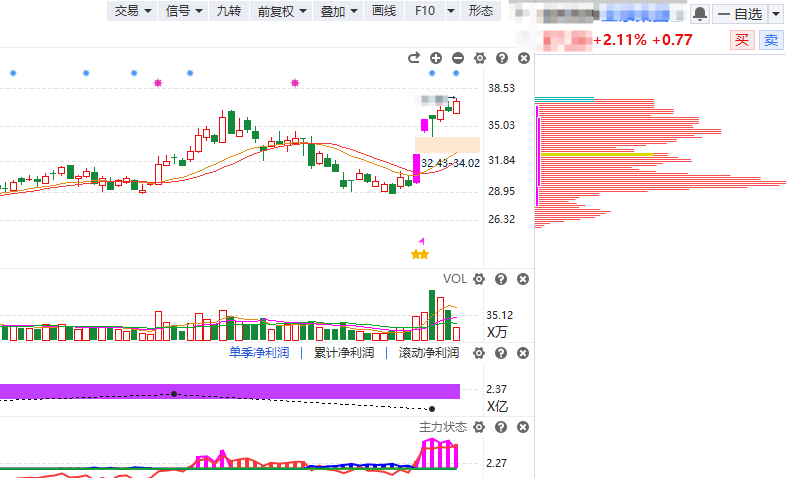 交易 信号 九转 前复权 叠加 画线 F10 形态
自选
+2.11% +0.77 买 卖
38.53
35.03
31.84
32.43-34.02
28.95
26.32
VOL
35.12
X万
单季净利润 | 累计净利润 | 滚动净利润
2.37
X亿
主力状态
2.27